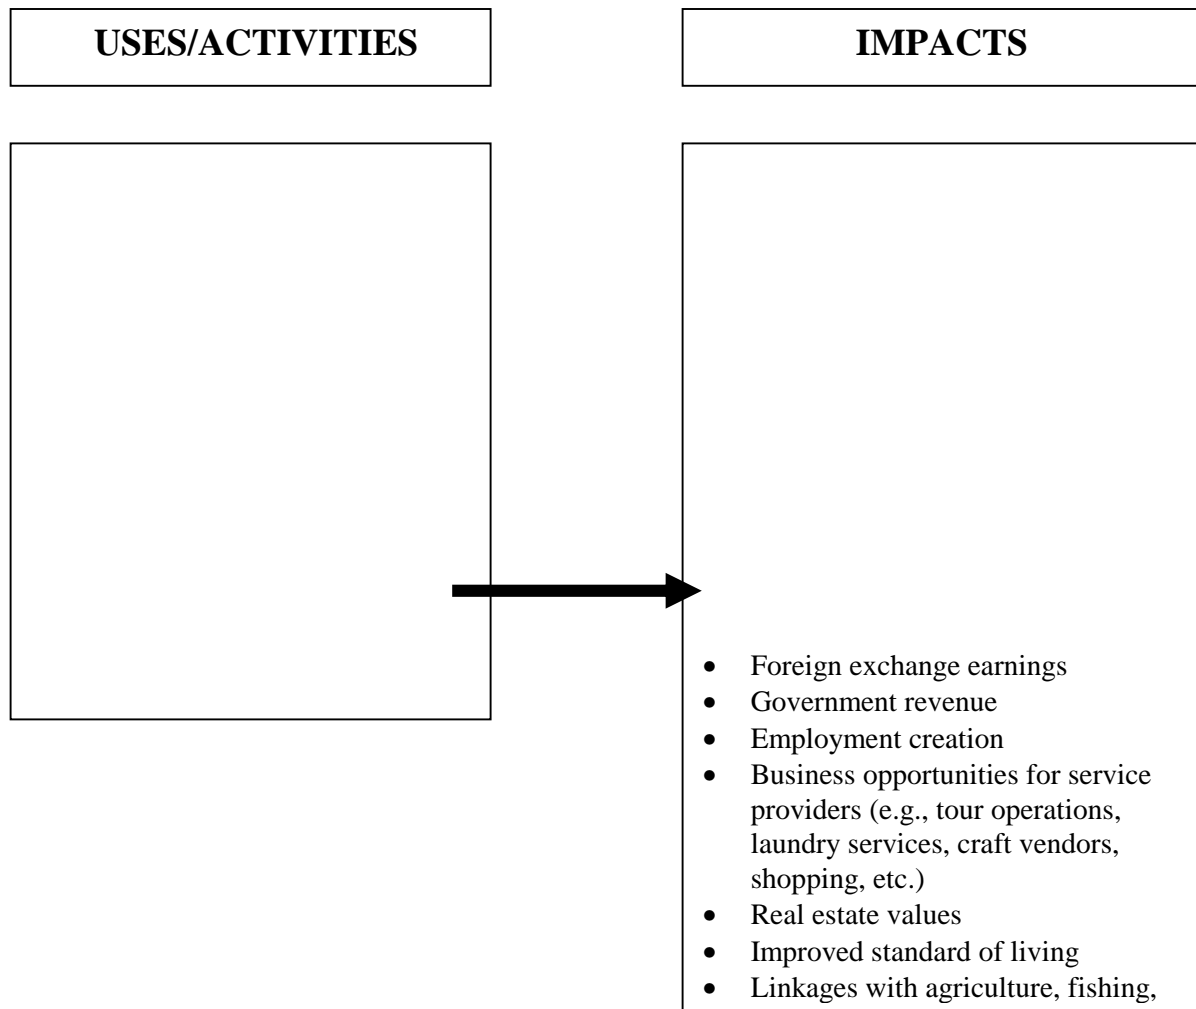 USES/ACTIVITIES
IMPACTS
• Foreign exchange earnings
• Government revenue
• Employment creation
• Business opportunities for service
providers (e.g., tour operations,
laundry services, craft vendors,
shopping, etc.)
• Real estate values
• Improved standard of living
• Linkages with agriculture, fishing,